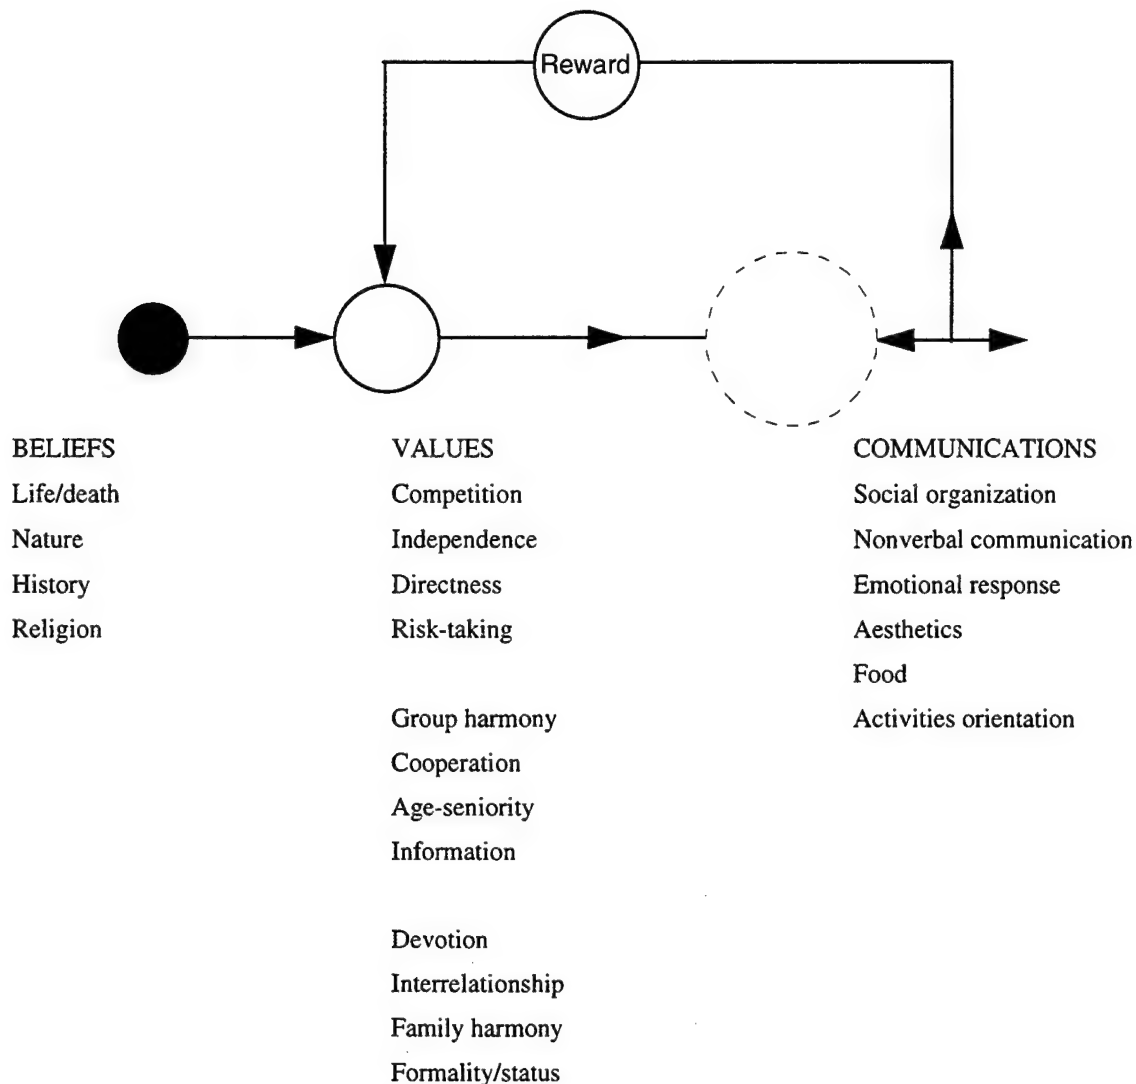 Reward
BELIEFS
Life/death
Nature
History
Religion
VALUES
Competition
Independence
Directness
Risk-taking
Group harmony
Cooperation
Age-seniority
Information
Devotion
Interrelationship
Family harmony
Formality/status
COMMUNICATIONS
Social organization
Nonverbal communication
Emotional response
Aesthetics
Food
Activities orientation